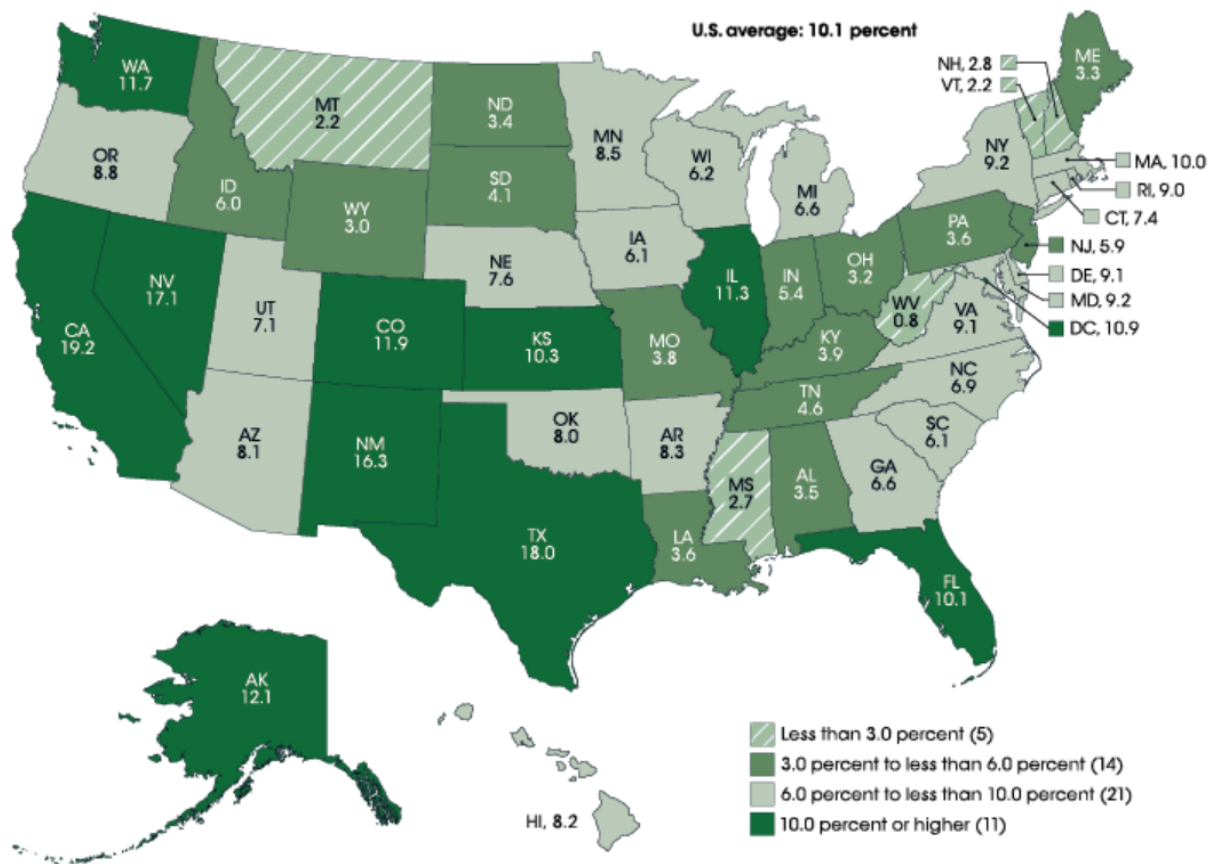 U.S. average: 10.1 percent
WA
11.7
MT
2.2
ND
3.4
MN
8.5
NH, 2.8
VT, 2.2
ME
3.3
OR
8.8
ID
6.0
WY
3.0
SD
4.1
WI
6.2
MI
6.6
NY
9.2
MA, 10.0
RI, 9.0
CT, 7.4
NJ, 5.9
DE, 9.1
MD, 9.2
DC, 10.9
PA
3.6
NE
7.6
IA
6.1
IL
11.3
IN
5.4
OH
3.2
WV
0.8
VA
9.1
CA
19.2
NV
17.1
UT
7.1
CO
11.9
KS
10.3
MO
3.8
KY
3.9
NC
6.9
TN
4.6
SC
6.1
AZ
8.1
NM
16.3
OK
8.0
AR
8.3
MS
2.7
AL
3.5
GA
6.6
TX
18.0
LA
3.6
FL
10.1
AK
12.1
HI, 8.2
Less than 3.0 percent (5)
3.0 percent to less than 6.0 percent (14)
6.0 percent to less than 10.0 percent (21)
10.0 percent or higher (11)